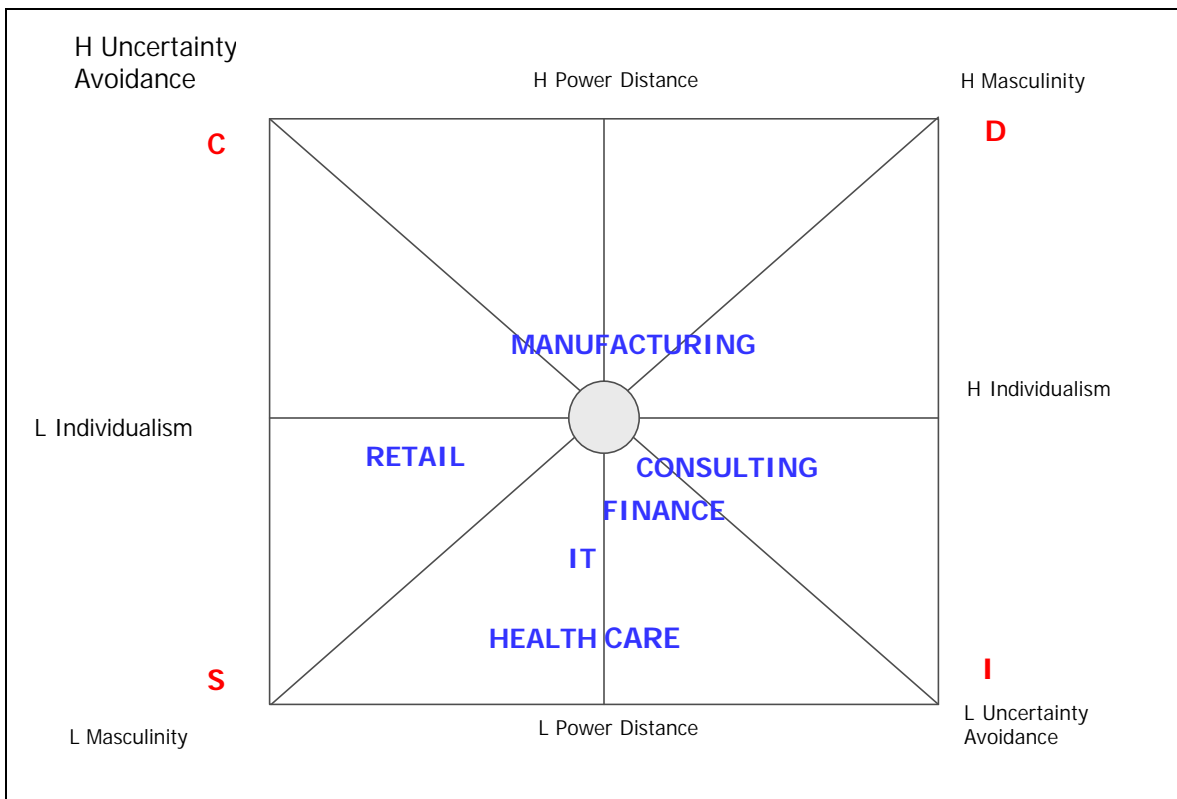 H Uncertainty
Avoidance
H Power Distance
H Masculinity
C
D
MANUFACTURING
H Individualism
L Individualism
RETAIL
CONSULTING
FINANCE
IT
HEALTH CARE
S
I
L Masculinity
L Power Distance
L Uncertainty
Avoidance